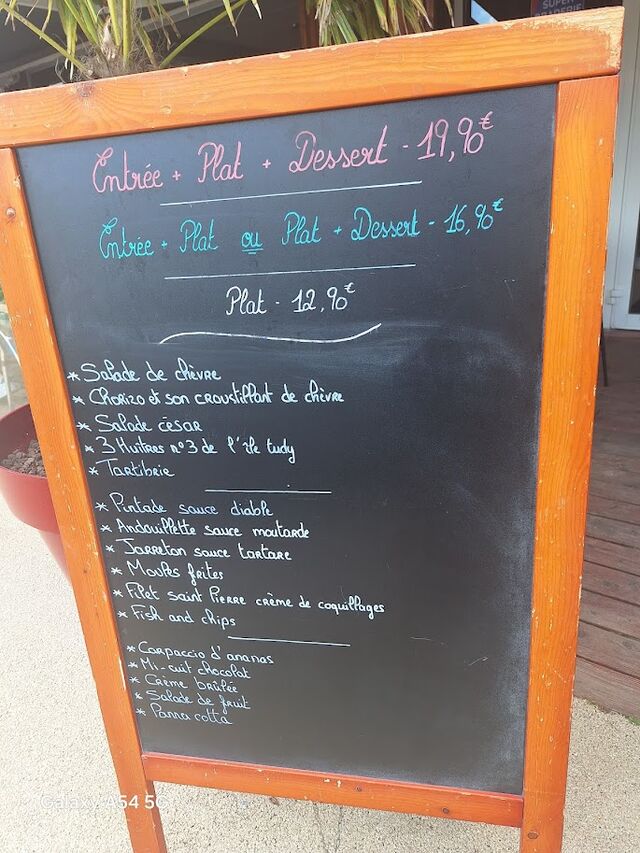 SUPER
Entrée + Plat + Dessert - 19,90€
Entrée + Plat ou Plat + Dessert - 16,90€
Plat - 12,90€
* Salade de chèvre
* Chorizo et son croustillant de chèvre
* Salade césar
* 3 Huîtres n°3 de l'île tudy
* Tartibrie
* Pintade sauce diable
* Andouillette sauce moutarde
* Jarreton sauce tartare
* Moules frites
* Filet saint Pierre crème de coquillages
* Fish and chips
* Carpaccio d'ananas
* Mi-cuit chocolat
* Crème brûlée
* Salade de fruit
* Panna cotta
Galaxy A54 5G